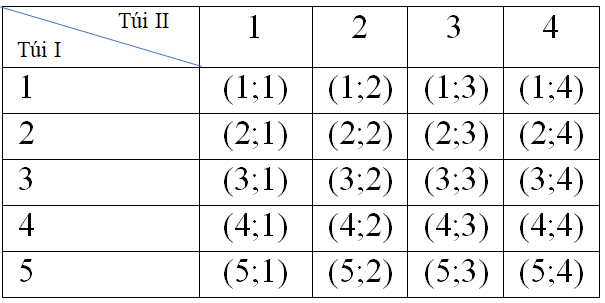 Túi II
Túi I
1 2 3 4
1 (1;1) (1;2) (1;3) (1;4)
2 (2;1) (2;2) (2;3) (2;4)
3 (3;1) (3;2) (3;3) (3;4)
4 (4;1) (4;2) (4;3) (4;4)
5 (5;1) (5;2) (5;3) (5;4)